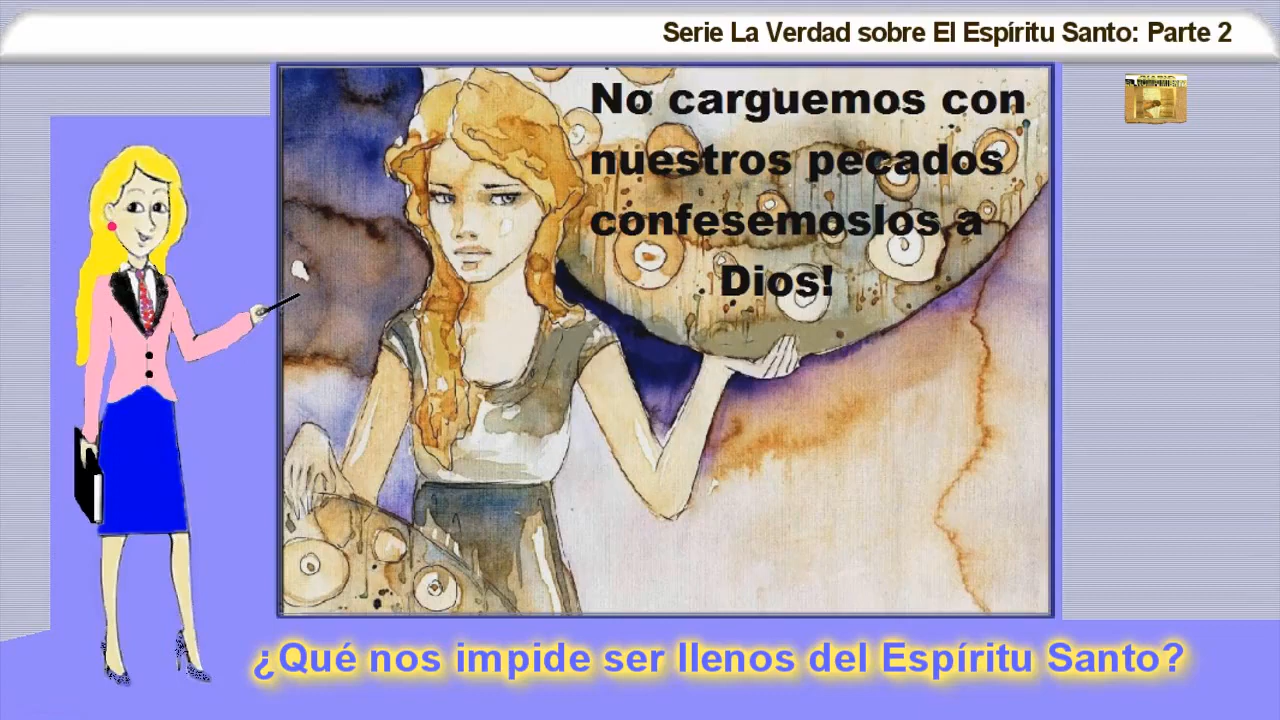 Serie La Verdad sobre El Espíritu Santo: Parte 2
No carguemos con
nuestros pecados
confesemoslos a
Dios!
¿Qué nos impide ser llenos del Espíritu Santo?